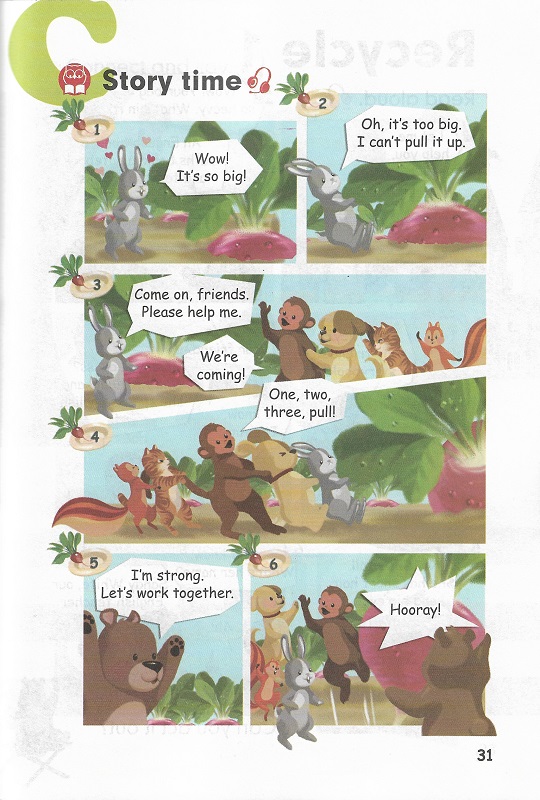 C
Story time
1
Wow!
It's so big!
2
Oh, it's too big.
I can't pull it up.
3
Come on, friends.
Please help me.
We're
coming!
4
One, two,
three, pull!
5
I'm strong.
Let's work together.
6
Hooray!
31